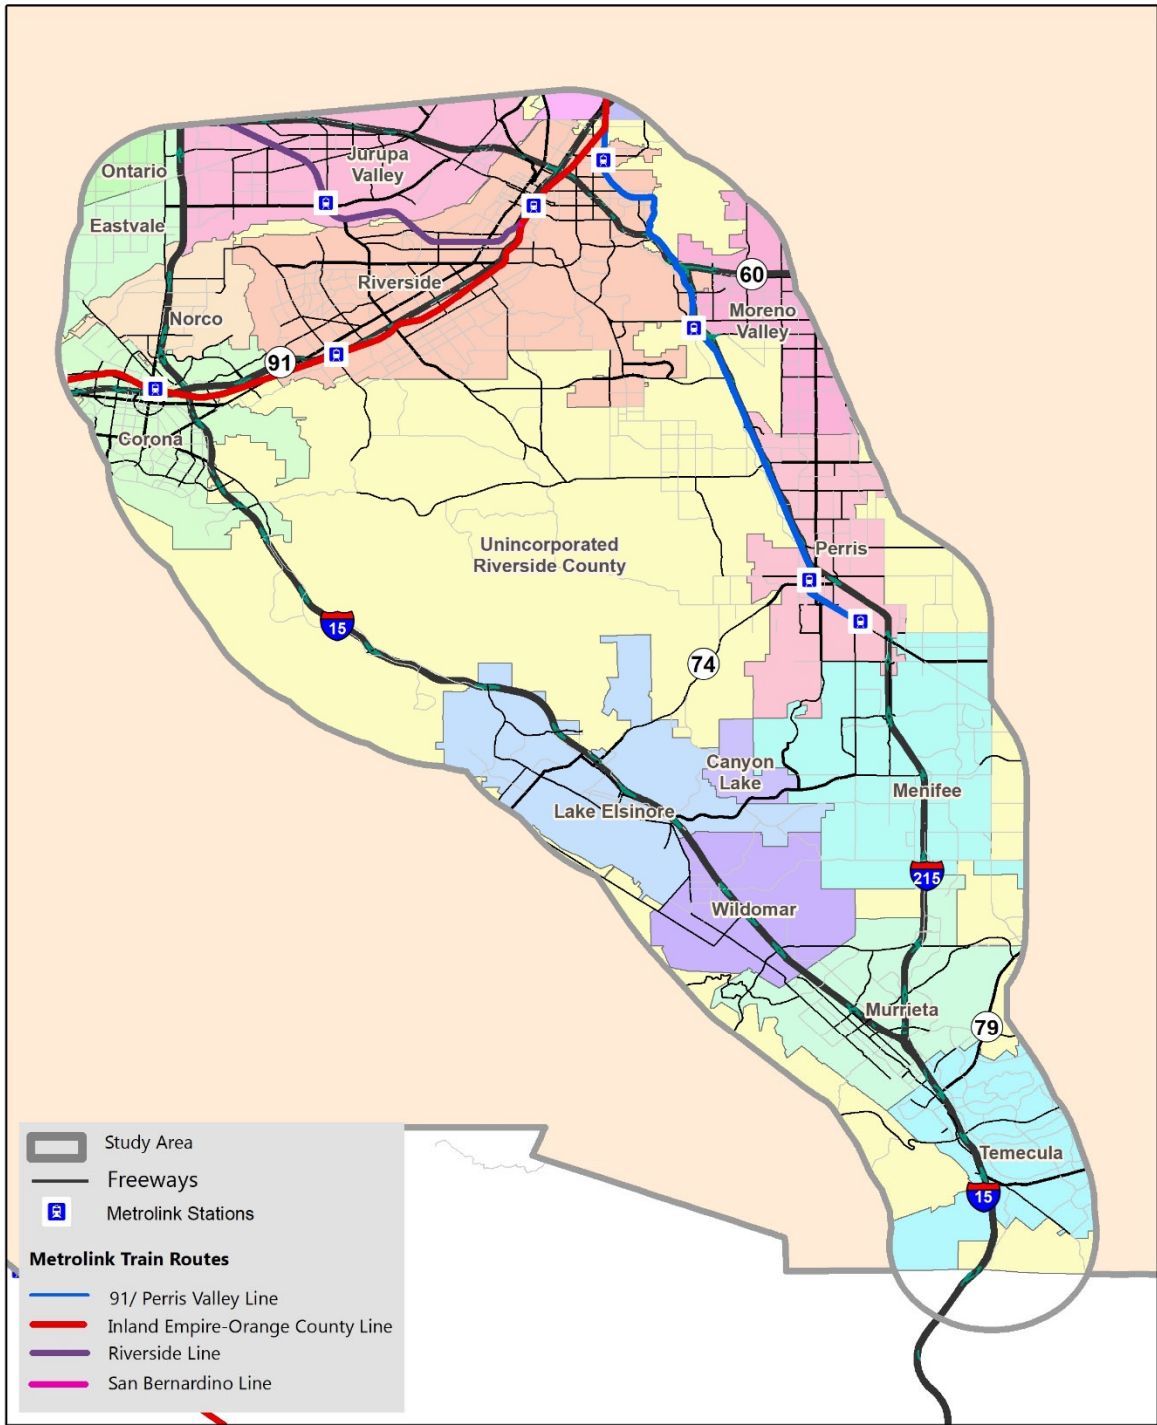 Ontario
Jurupa
Valley
Eastvale
60
Riverside
Norco
Moreno
Valley
91
Corona
Unincorporated
Riverside County
Perris
15
74
Canyon
Lake
Menifee
Lake Elsinore
215
Wildomar
Murrieta
79
Temecula
15
Study Area
Freeways
Metrolink Stations
Metrolink Train Routes
91/ Perris Valley Line
Inland Empire-Orange County Line
Riverside Line
San Bernardino Line